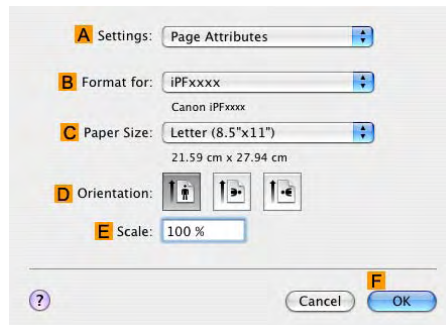 A Settings: Page Attributes
B Format for: iPFxxxx
Canon iPFxxxx
C Paper Size: Letter (8.5"x11")
21.59 cm x 27.94 cm
D Orientation:
E Scale: 100 %
F
? Cancel OK